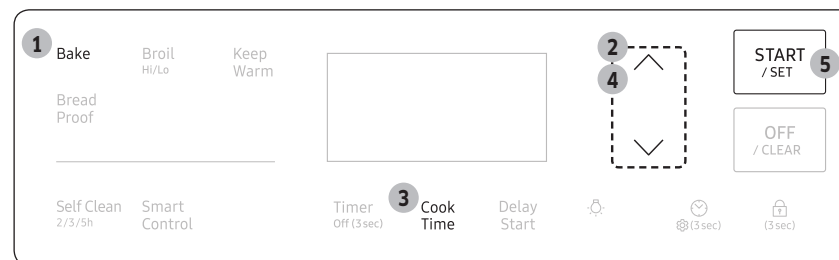 1
Bake
Broil
Hi/Lo
Keep
Warm
2
4
START
/ SET
5
Bread
Proof
OFF
/ CLEAR
Self Clean
2/3/5h
Smart
Control
Timer
Off (3 sec)
3
Cook
Time
Delay
Start
(3 sec)
(3 sec)